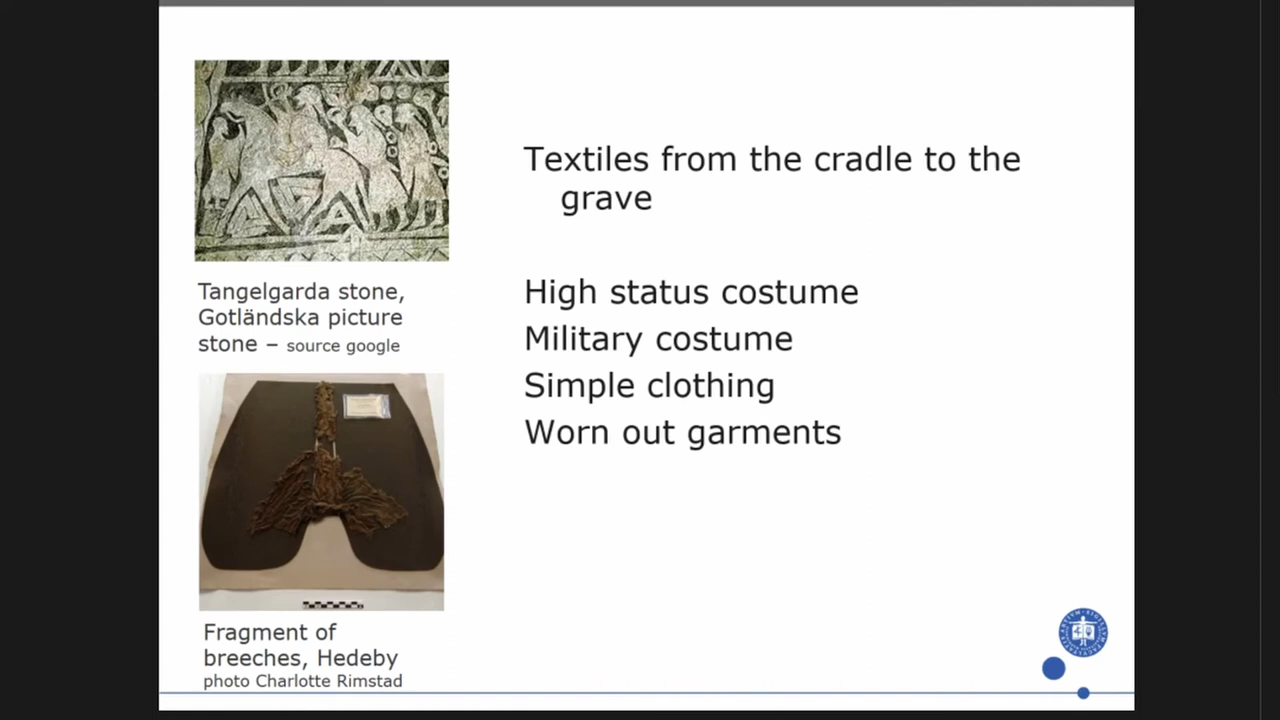 Textiles from the cradle to the
grave
High status costume
Military costume
Simple clothing
Worn out garments
Tangelgarda stone,
Gotländska picture
stone – source google
Fragment of
breeches, Hedeby
photo Charlotte Rimstad